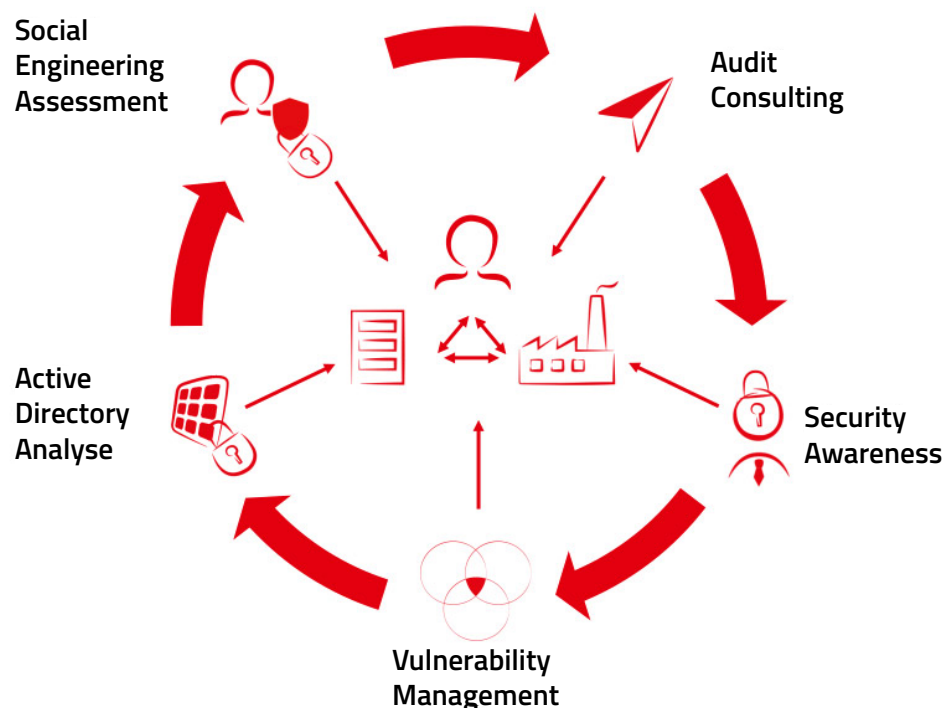 Social
Engineering
Assessment
Audit
Consulting
Active
Directory
Analyse
Security
Awareness
Vulnerability
Management